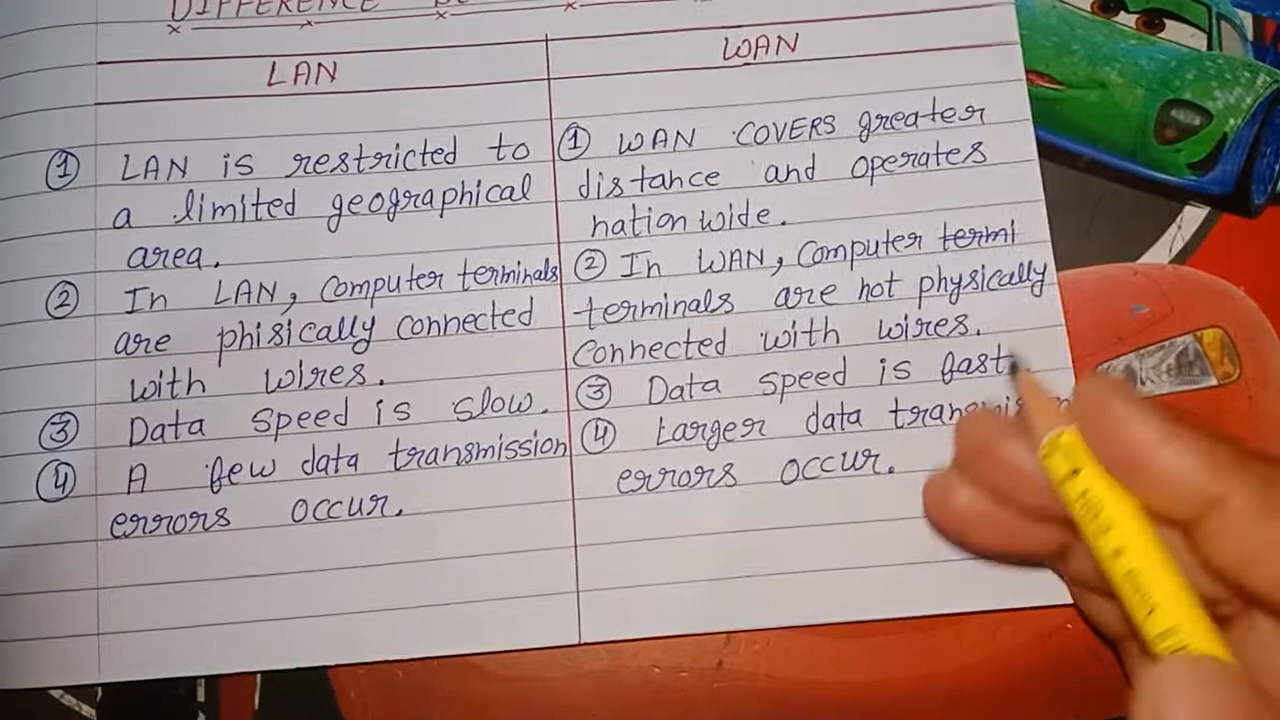 DIFFERENCE
LAN
① LAN is restricted to
a limited geographical
area.
② In LAN, Computer terminals
are phisically connected
with wires.
③ Data Speed is slow.
④ A few data transmission
errors occur.
WAN
① WAN COVERS greater
distance and operates
nation wide.
② In WAN, Computer termi
terminals are not physically
Connected with wires.
③ Data speed is fast.
④ Larger data
errors occur.